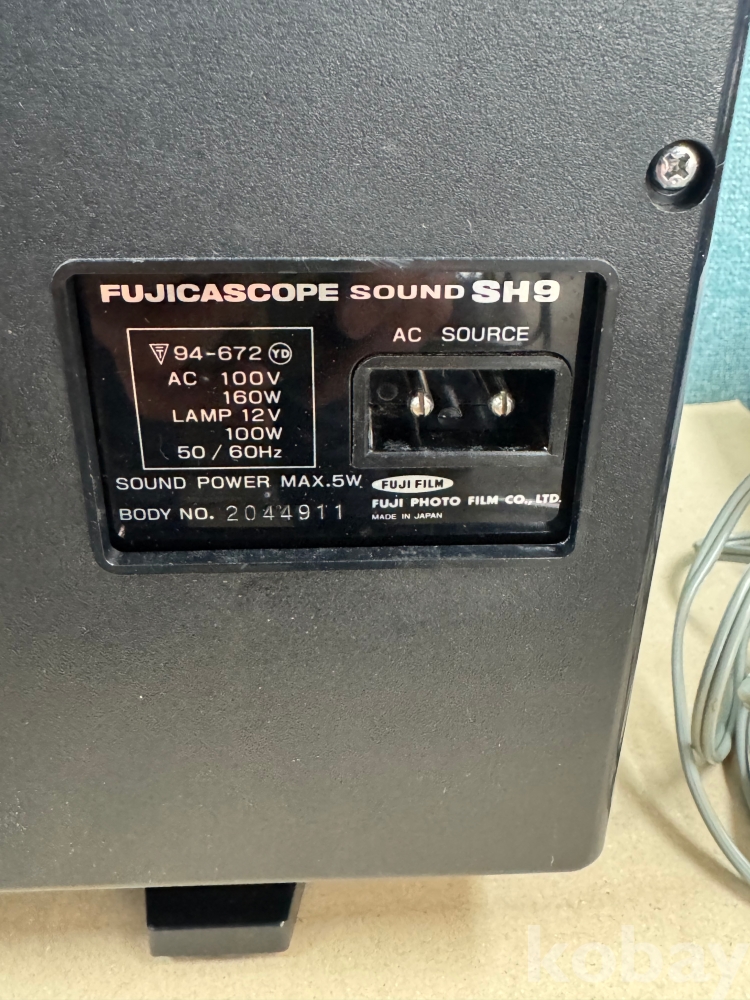 FUJICASCOPE SOUND SH9
AC SOURCE
T 94-672 YD
AC 100V
160W
LAMP 12V
100W
50/60Hz
SOUND POWER MAX.5W
FUJI FILM
FUJI PHOTO FILM CO., LTD.
BODY NO. 2044911
MADE IN JAPAN
kobay